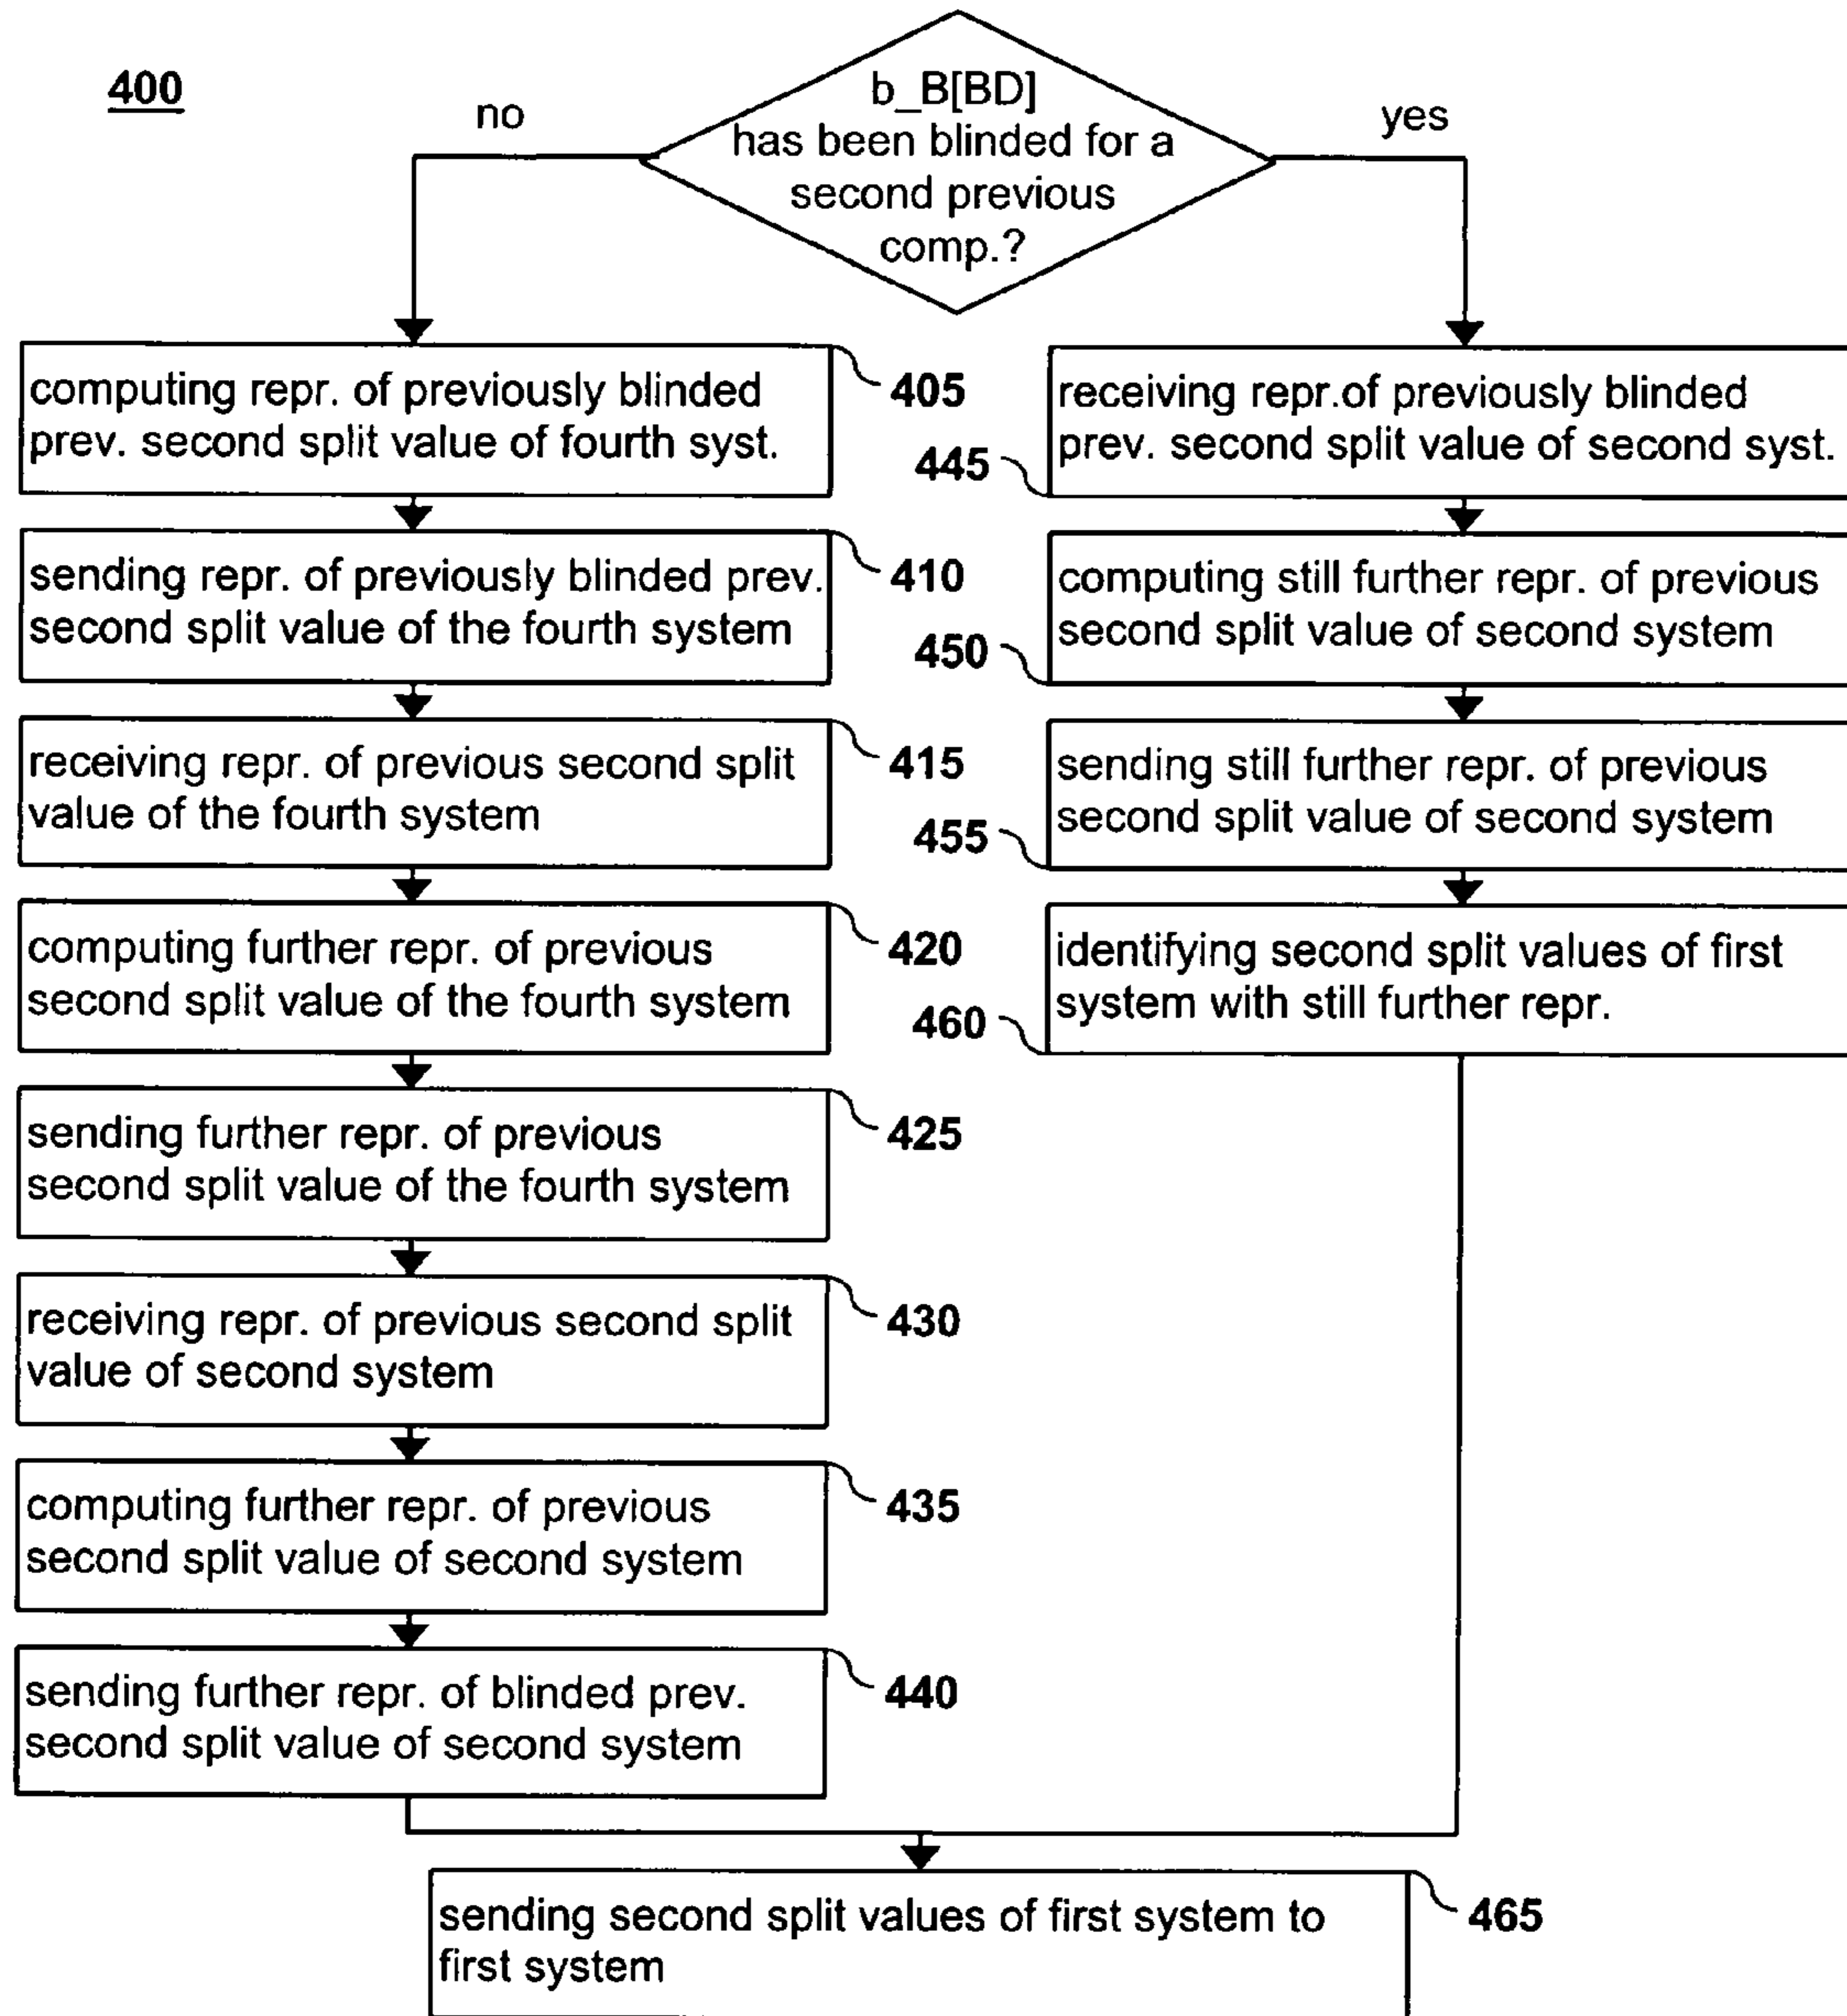 400
b_B[BD]
has been blinded for a
second previous
comp.?
no
yes
computing repr. of previously blinded
prev. second split value of fourth syst.
405
sending repr. of previously blinded prev.
second split value of the fourth system
410
receiving repr. of previous second split
value of the fourth system
415
computing further repr. of previous
second split value of the fourth system
420
sending further repr. of previous
second split value of the fourth system
425
receiving repr. of previous second split
value of second system
430
computing further repr. of previous
second split value of second system
435
sending further repr. of blinded prev.
second split value of second system
440
receiving repr.of previously blinded
prev. second split value of second syst.
445
computing still further repr. of previous
second split value of second system
450
sending still further repr. of previous
second split value of second system
455
identifying second split values of first
system with still further repr.
460
sending second split values of first system to
first system
465